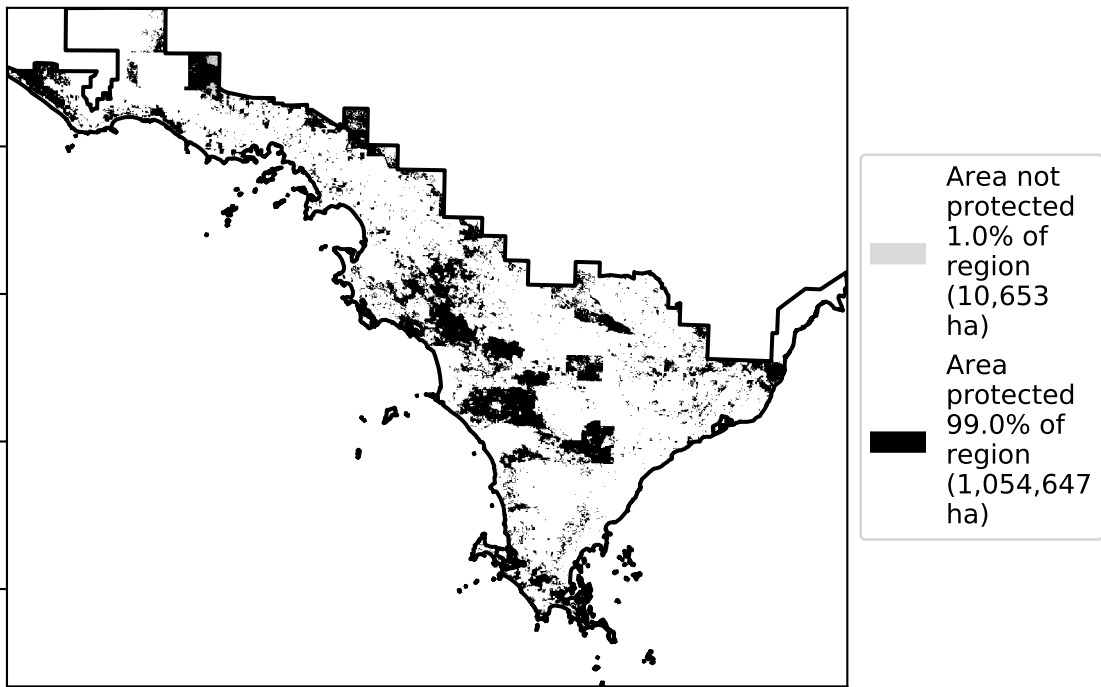 Area not
protected
1.0% of
region
(10,653
ha)
Area
protected
99.0% of
region
(1,054,647
ha)